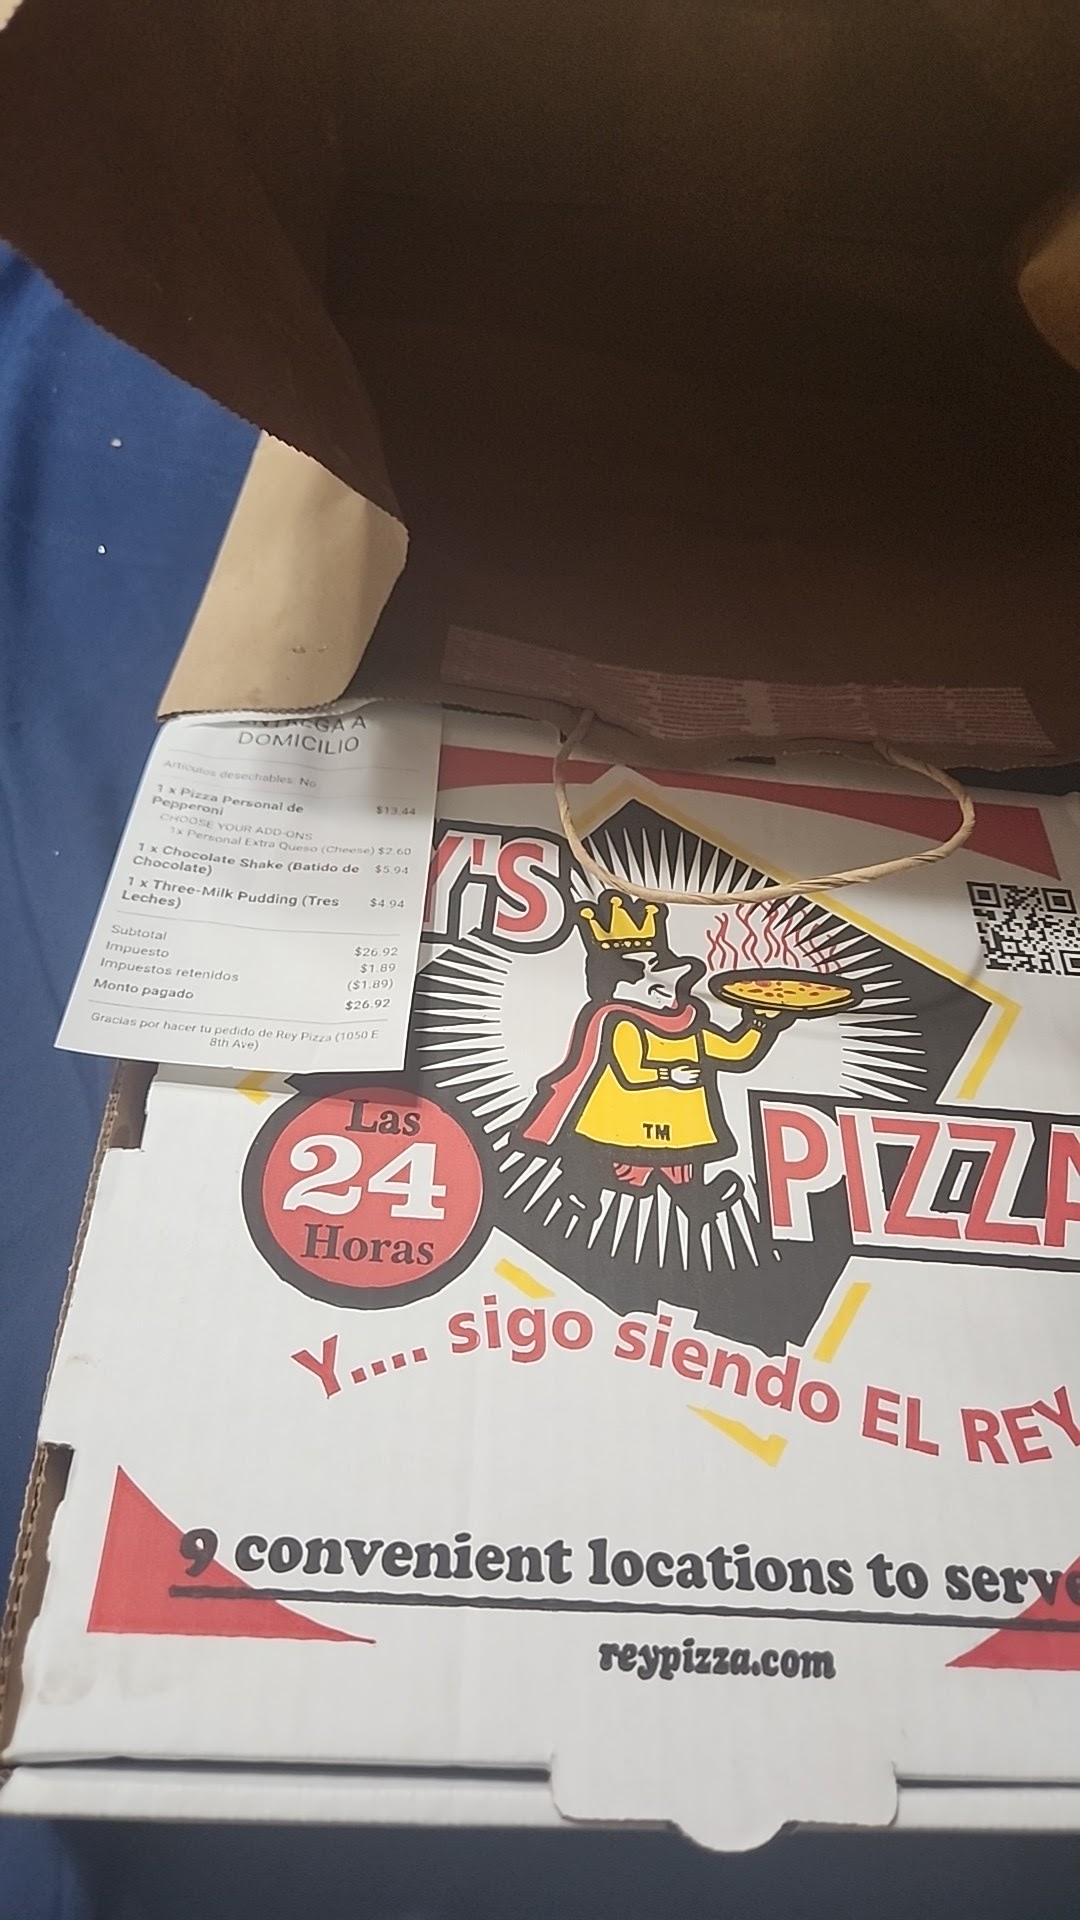 ENTREGA A
DOMICILIO
Artículos desechables: No
1 x Pizza Personal de
Pepperoni $13.44
CHOOSE YOUR ADD-ONS
1x Personal Extra Queso (Cheese) $2.60
1 x Chocolate Shake (Batido de
Chocolate) $5.94
1 x Three-Milk Pudding (Tres
Leches) $4.94
Subtotal $26.92
Impuesto $1.89
Impuestos retenidos ($1.89)
Monto pagado $26.92
Gracias por hacer tu pedido de Rey Pizza (1050 E
8th Ave)
Y'S
PIZZA
TM
Las
24
Horas
Y.... sigo siendo EL REY
9 convenient locations to serve
reypizza.com